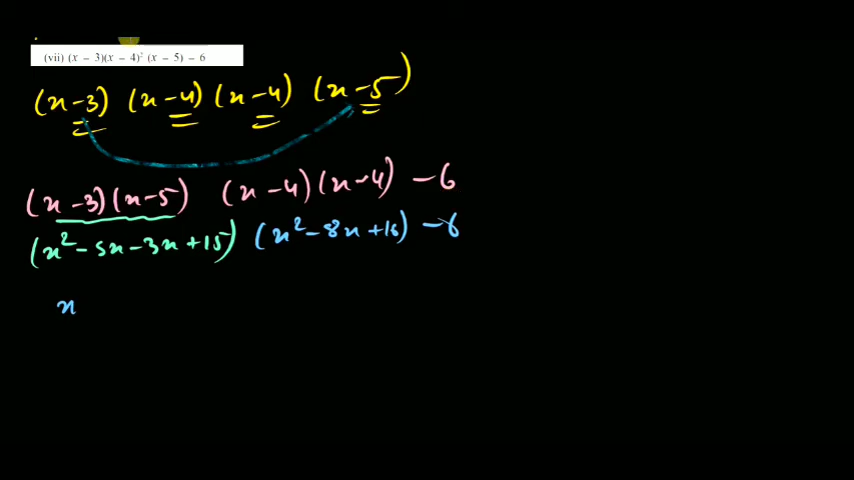 (vii) (x – 3)(x – 4)² (x – 5) – 6
(x-3) (x-4) (x-4) (x-5)
(x-3)(x-5) (x-4)(x-4) -6
(x²-5x-3x+15) (x²-8x+16) -6
x